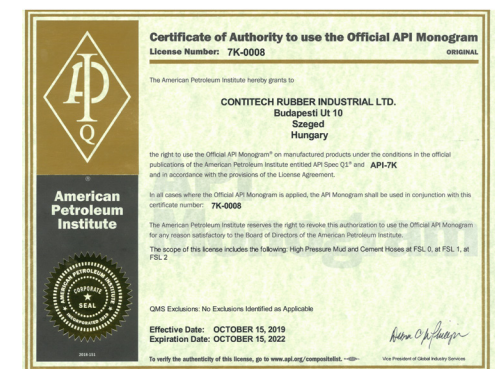 Certificate of Authority to use the Official API Monogram
License Number: 7K-0008
ORIGINAL
The American Petroleum Institute hereby grants to
CONTITECH RUBBER INDUSTRIAL LTD.
Budapesti Ut 10
Szeged
Hungary
the right to use the Official API Monogram® on manufactured products under the conditions in the official
publications of the American Petroleum Institute entitled API Spec Q1® and API-7K
and in accordance with the provisions of the License Agreement.
In all cases where the Official API Monogram is applied, the API Monogram shall be used in conjunction with this
certificate number: 7K-0008
The American Petroleum Institute reserves the right to revoke this authorization to use the Official API Monogram
for any reason satisfactory to the Board of Directors of the American Petroleum Institute.
The scope of this license includes the following: High Pressure Mud and Cement Hoses at FSL 0, at FSL 1, at
FSL 2
QMS Exclusions: No Exclusions Identified as Applicable
Effective Date: OCTOBER 15, 2019
Expiration Date: OCTOBER 15, 2022
To verify the authenticity of this license, go to www.api.org/compositelist.
Vice President of Global Industry Services
API
Q
®
American
Petroleum
Institute
AMERICAN PETROLEUM INSTITUTE
CORPORATE
SEAL
INCORPORATED 1919